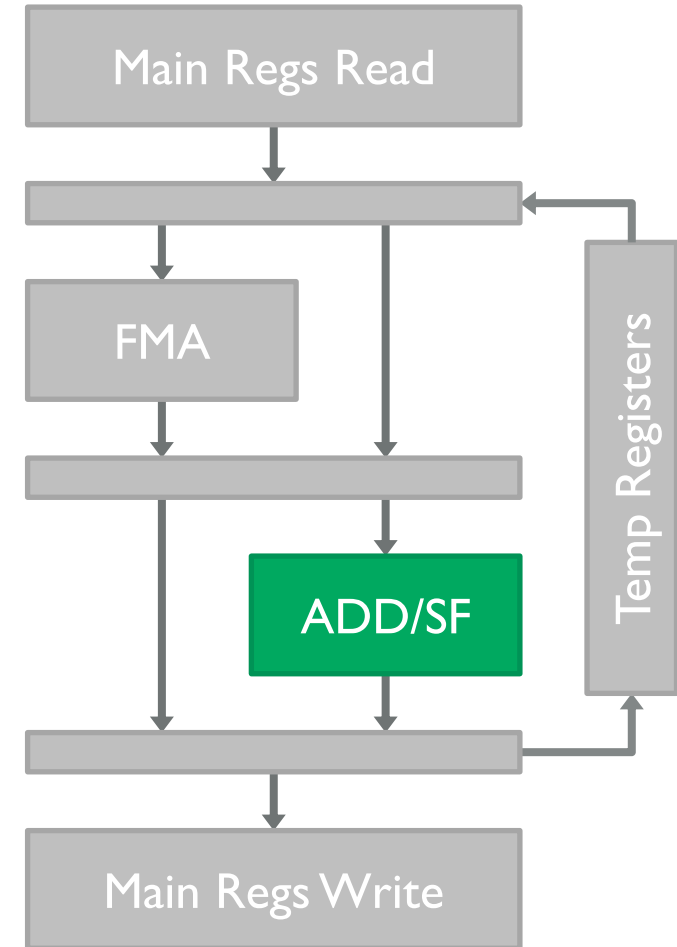 Main Regs Read
FMA
Temp Registers
ADD/SF
Main Regs Write